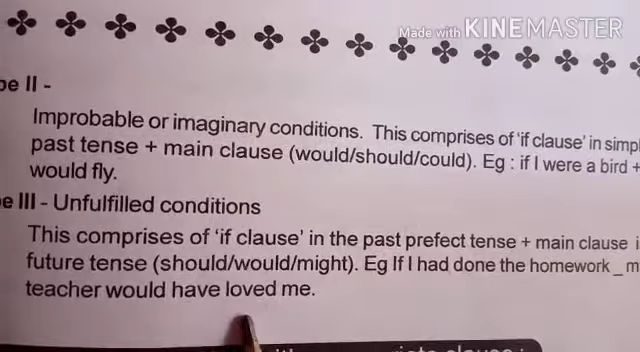 Made with KINEMASTER
pe II -
Improbable or imaginary conditions. This comprises of 'if clause' in simpl
past tense + main clause (would/should/could). Eg : if I were a bird +
would fly.
e III - Unfulfilled conditions
This comprises of 'if clause' in the past prefect tense + main clause i
future tense (should/would/might). Eg If I had done the homework _ m
teacher would have loved me.